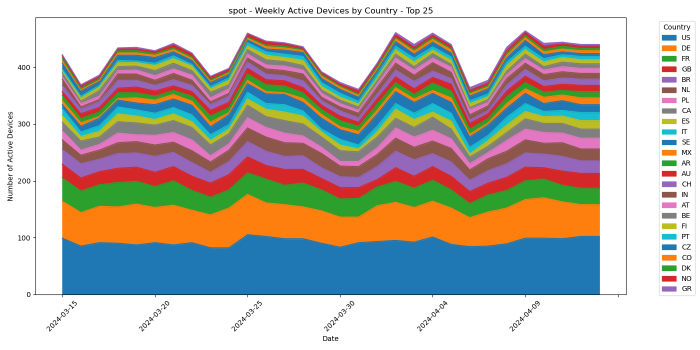 spot - Weekly Active Devices by Country - Top 25
Number of Active Devices
400
300
200
100
0
2024-03-15
2024-03-20
2024-03-25
2024-03-30
2024-04-04
2024-04-09
Date
Country
US
DE
FR
GB
BR
NL
PL
CA
ES
IT
SE
MX
AR
AU
CH
IN
AT
BE
FI
PT
CZ
CO
DK
NO
GR